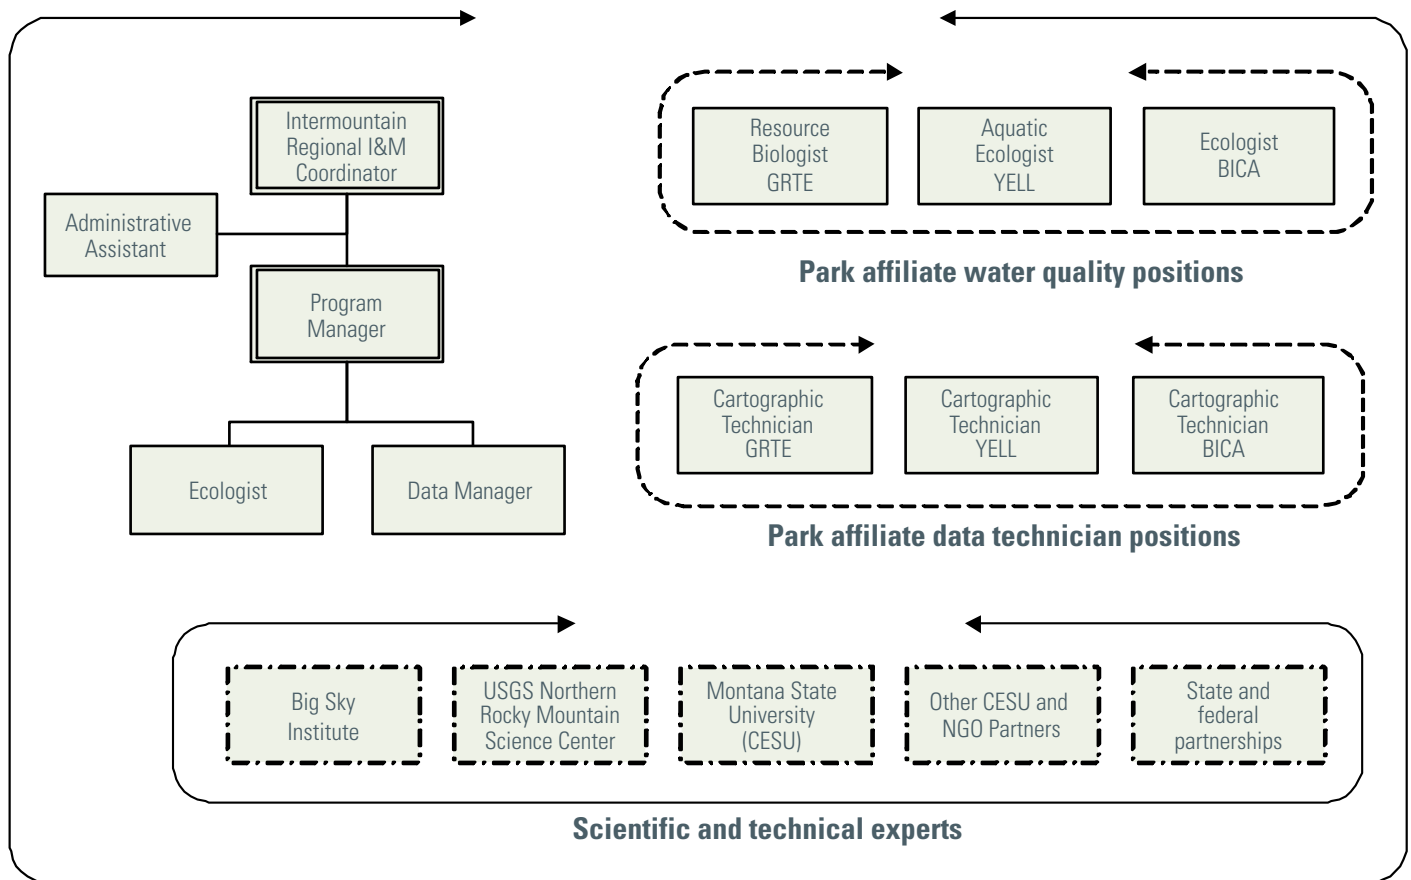 Intermountain
Regional I&M
Coordinator
Administrative
Assistant
Program
Manager
Ecologist
Data Manager
Resource
Biologist
GRTE
Aquatic
Ecologist
YELL
Ecologist
BICA
Park affiliate water quality positions
Cartographic
Technician
GRTE
Cartographic
Technician
YELL
Cartographic
Technician
BICA
Park affiliate data technician positions
Big Sky
Institute
USGS Northern
Rocky Mountain
Science Center
Montana State
University
(CESU)
Other CESU and
NGO Partners
State and
federal
partnerships
Scientific and technical experts